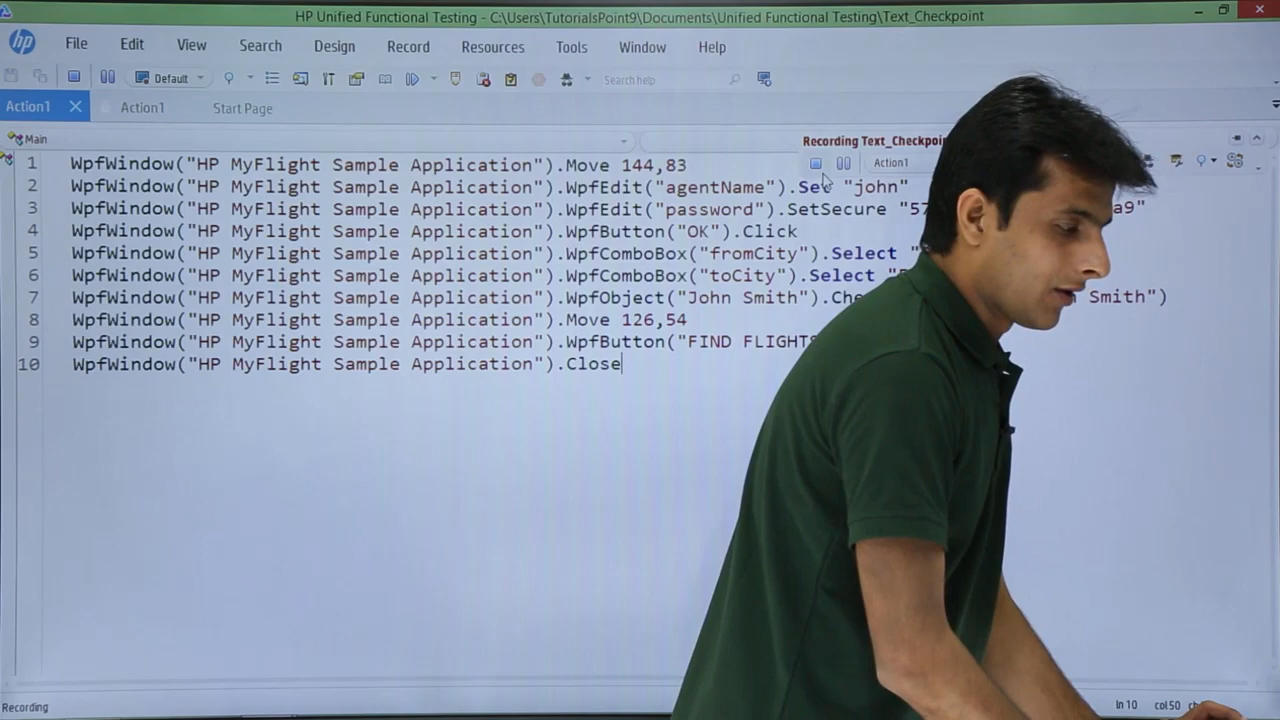 HP Unified Functional Testing - C:\Users\TutorialsPoint9\Documents\Unified Functional Testing\Text_Checkpoint
hp File Edit View Search Design Record Resources Tools Window Help
Default Search help
Action1 Action1 Start Page
Main
Recording Text_Checkpoin
Action1
1 WpfWindow("HP MyFlight Sample Application").Move 144,83
2 WpfWindow("HP MyFlight Sample Application").WpfEdit("agentName").Set "john"
3 WpfWindow("HP MyFlight Sample Application").WpfEdit("password").SetSecure "57 a9"
4 WpfWindow("HP MyFlight Sample Application").WpfButton("OK").Click
5 WpfWindow("HP MyFlight Sample Application").WpfComboBox("fromCity").Select "
6 WpfWindow("HP MyFlight Sample Application").WpfComboBox("toCity").Select "
7 WpfWindow("HP MyFlight Sample Application").WpfObject("John Smith").Che Smith")
8 WpfWindow("HP MyFlight Sample Application").Move 126,54
9 WpfWindow("HP MyFlight Sample Application").WpfButton("FIND FLIGHTS
10 WpfWindow("HP MyFlight Sample Application").Close
Recording Ln 10 col 50